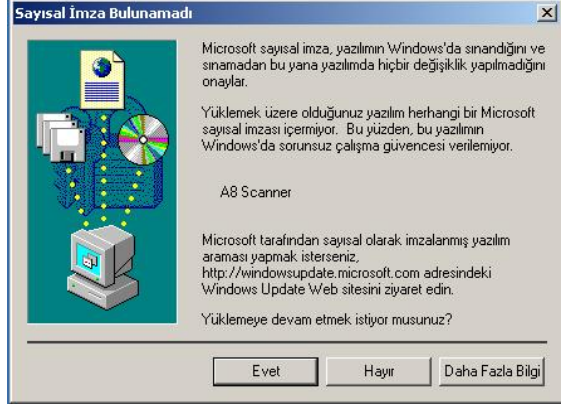 Sayısal İmza Bulunamadı
Microsoft sayısal imza, yazılımın Windows'da sınandığını ve
sınamadan bu yana yazılımda hiçbir değişiklik yapılmadığını
onaylar.
Yüklemek üzere olduğunuz yazılım herhangi bir Microsoft
sayısal imzası içermiyor. Bu yüzden, bu yazılımın
Windows'da sorunsuz çalışma güvencesi verilemiyor.
A8 Scanner
Microsoft tarafından sayısal olarak imzalanmış yazılım
araması yapmak isterseniz,
http://windowsupdate.microsoft.com adresindeki
Windows Update Web sitesini ziyaret edin.
Yüklemeye devam etmek istiyor musunuz?
Evet Hayır Daha Fazla Bilgi